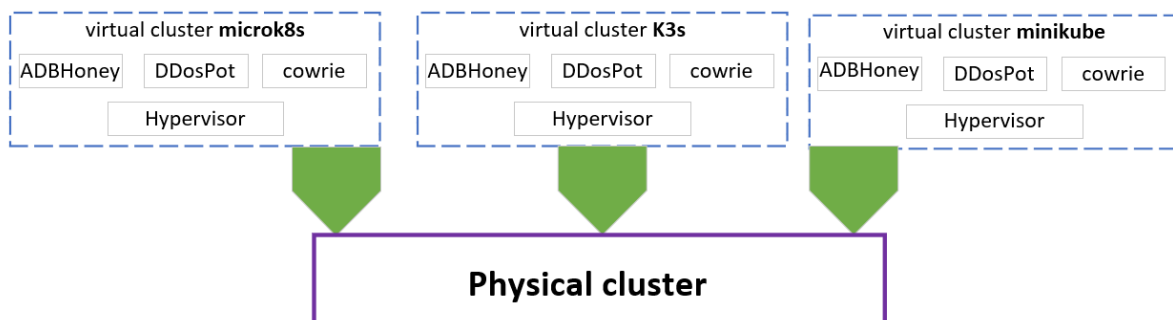 virtual cluster microk8s
ADBHoney DDosPot cowrie
Hypervisor
virtual cluster K3s
ADBHoney DDosPot cowrie
Hypervisor
virtual cluster minikube
ADBHoney DDosPot cowrie
Hypervisor
Physical cluster